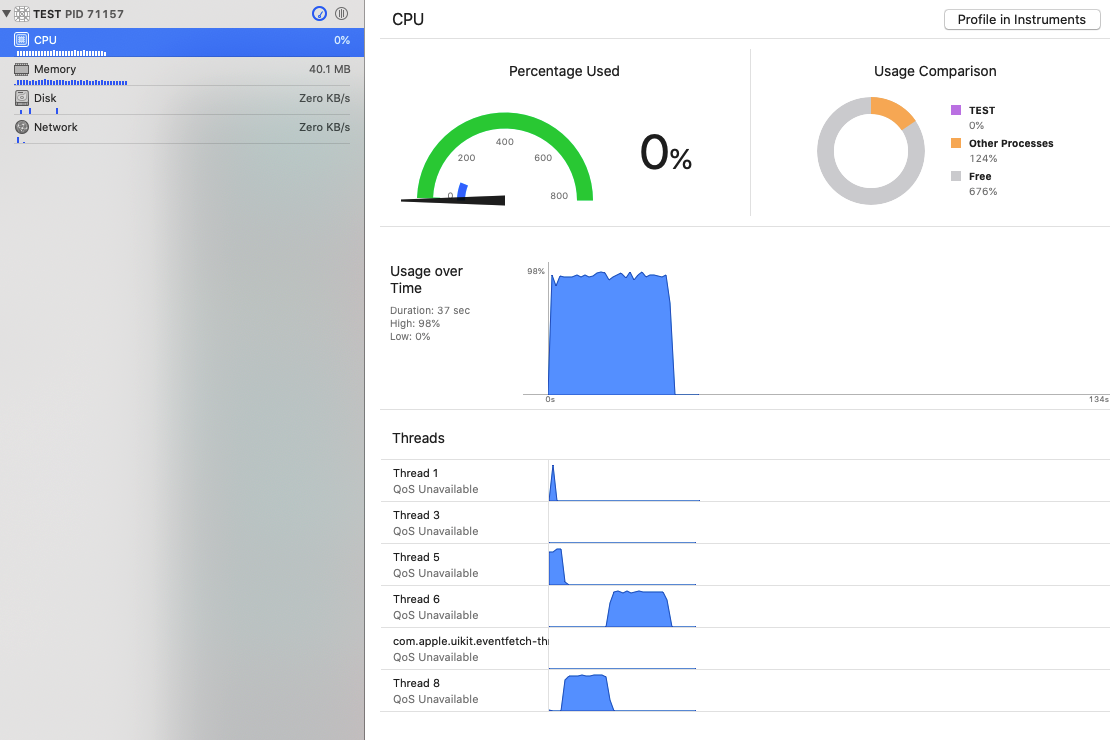 TEST PID 71157
CPU 0%
Memory 40.1 MB
Disk Zero KB/s
Network Zero KB/s
CPU
Profile in Instruments
Percentage Used
0
200
400
600
800
0%
Usage Comparison
TEST
0%
Other Processes
124%
Free
676%
Usage over
Time
Duration: 37 sec
High: 98%
Low: 0%
98%
0s
134s
Threads
Thread 1
QoS Unavailable
Thread 3
QoS Unavailable
Thread 5
QoS Unavailable
Thread 6
QoS Unavailable
com.apple.uikit.eventfetch-th
QoS Unavailable
Thread 8
QoS Unavailable